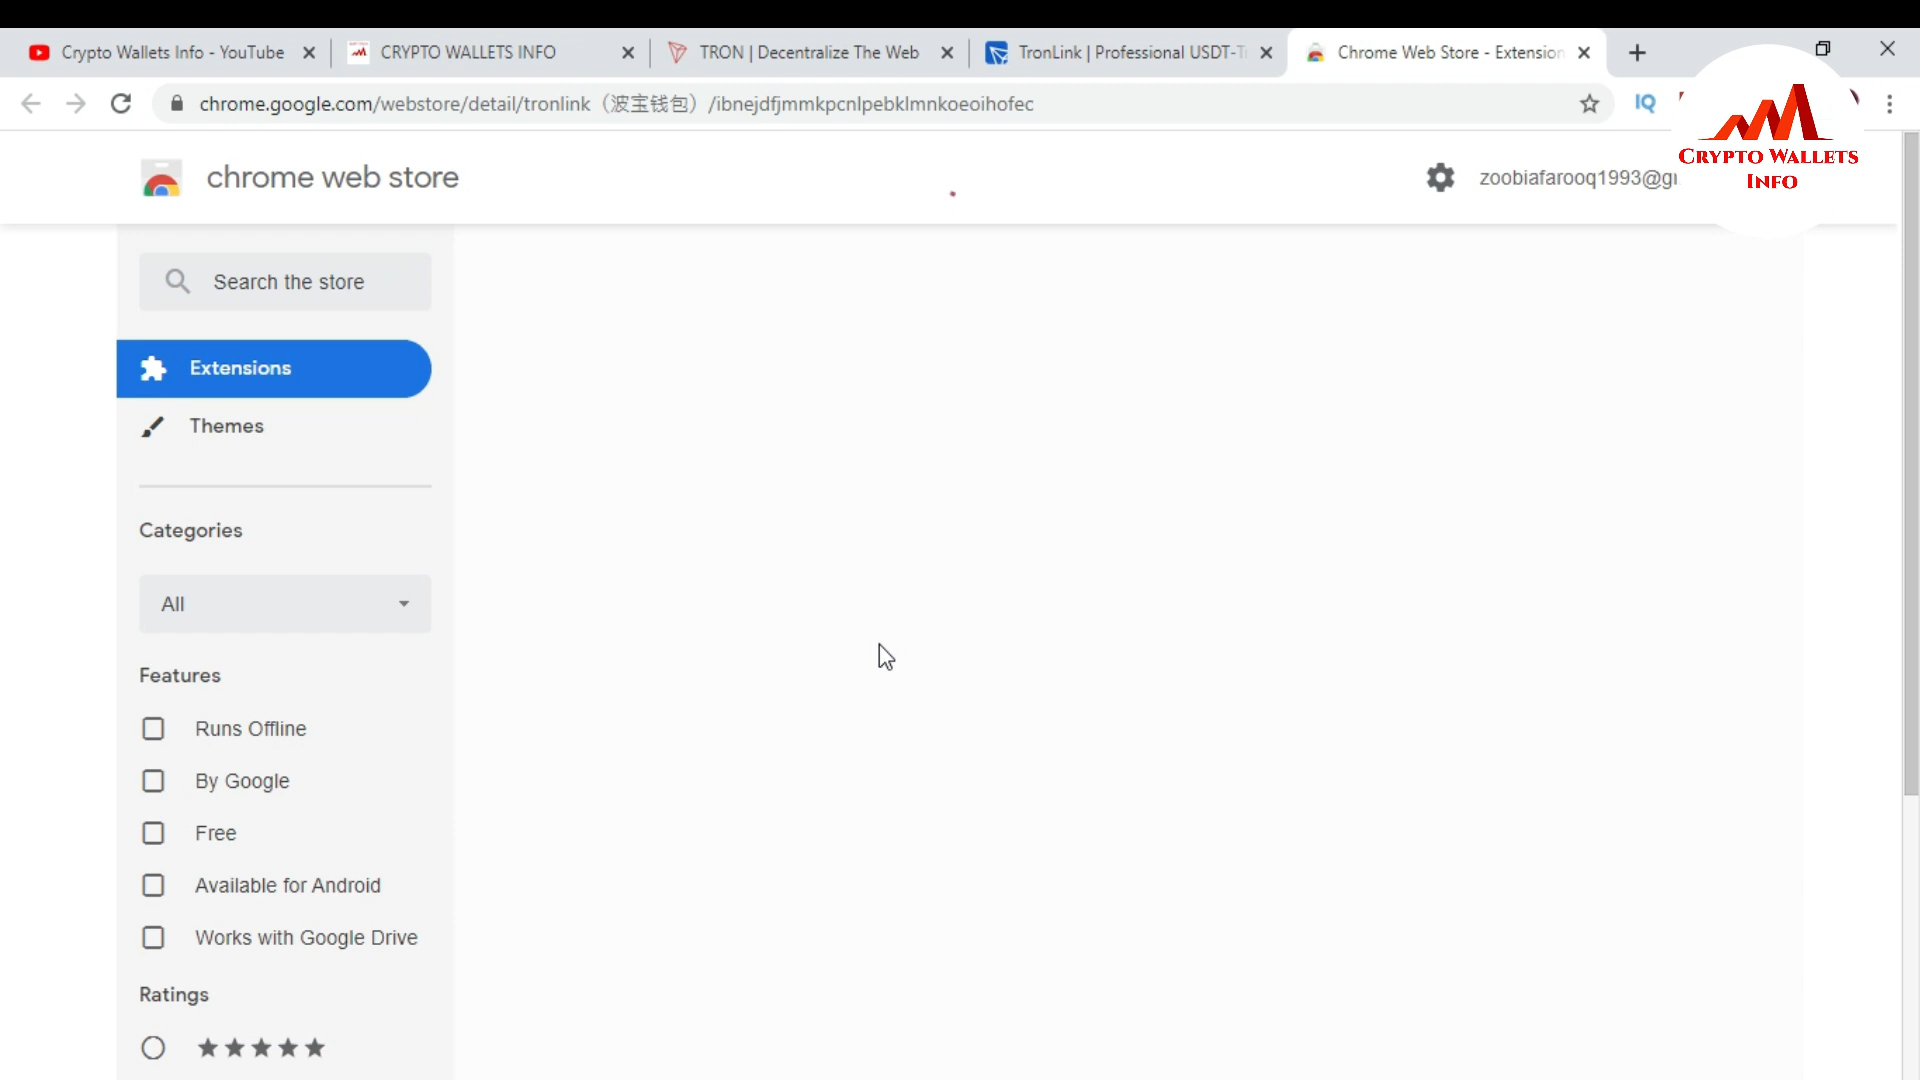 Crypto Wallets Info - YouTube
CRYPTO WALLETS INFO
TRON | Decentralize The Web
TronLink | Professional USDT-T
Chrome Web Store - Extension
chrome.google.com/webstore/detail/tronlink（波宝钱包）/ibnejdfjmmkpcnlpebklmnkoeoihofec
IQ
CRYPTO WALLETS
INFO
chrome web store
zoobiafarooq1993@g
Search the store
Extensions
Themes
Categories
All
Features
Runs Offline
By Google
Free
Available for Android
Works with Google Drive
Ratings